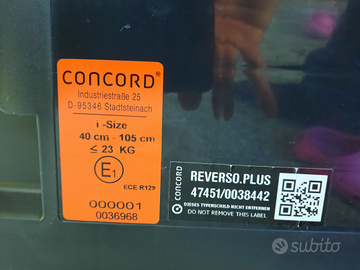 CONCORD®
Industriestraße 25
D-95346 Stadtsteinach
i-Size
40 cm - 105 cm
≤ 23 KG
E1
ECE R129
000001
0036968
CONCORD
REVERSO.PLUS
47451/0038442
DIESES TYPENSCHILD NICHT ENTFERNEN
DO NOT REMOVE THIS LABEL
subito